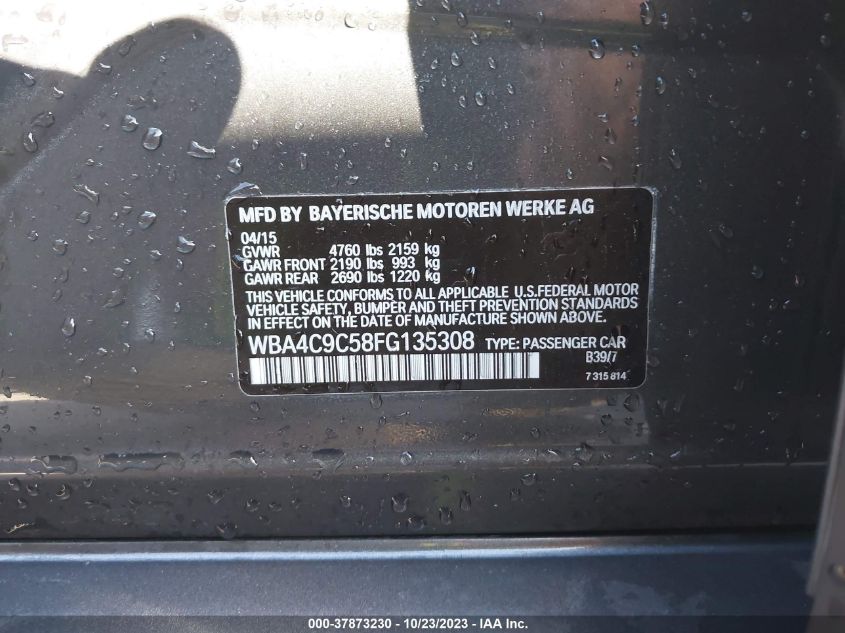 MFD BY BAYERISCHE MOTOREN WERKE AG
04/15
GVWR 4760 lbs 2159 kg
GAWR FRONT 2190 lbs 993 kg
GAWR REAR 2690 lbs 1220 kg
THIS VEHICLE CONFORMS TO ALL APPLICABLE U.S.FEDERAL MOTOR
VEHICLE SAFETY, BUMPER AND THEFT PREVENTION STANDARDS
IN EFFECT ON THE DATE OF MANUFACTURE SHOWN ABOVE.
WBA4C9C58FG135308 TYPE: PASSENGER CAR
B39/7
7 315 814
000-37873230 - 10/23/2023 - IAA Inc.